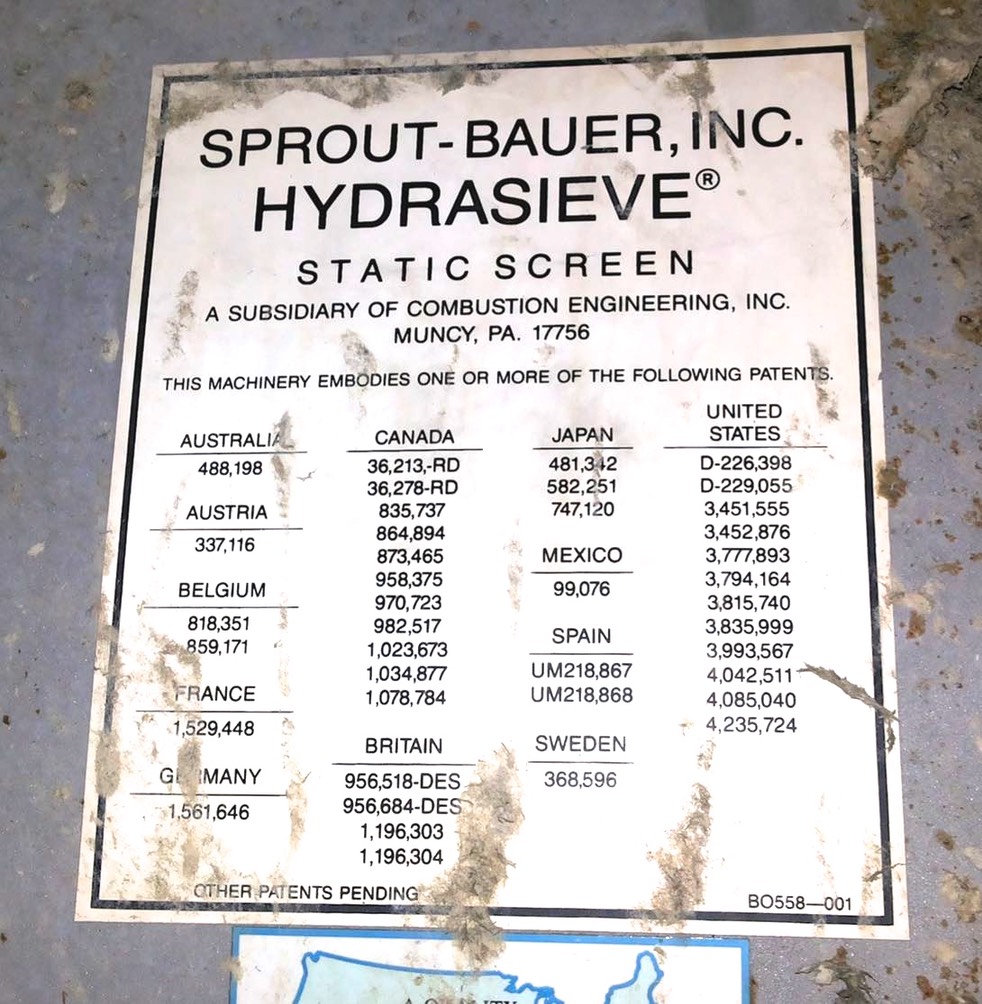 SPROUT-BAUER, INC.
HYDRASIEVE®
STATIC SCREEN
A SUBSIDIARY OF COMBUSTION ENGINEERING, INC.
MUNCY, PA. 17756
THIS MACHINERY EMBODIES ONE OR MORE OF THE FOLLOWING PATENTS.
AUSTRALIA
488,198
AUSTRIA
337,116
BELGIUM
818,351
859,171
FRANCE
1,529,448
GERMANY
1,561,646
CANADA
36,213,-RD
36,278-RD
835,737
864,894
873,465
958,375
970,723
982,517
1,023,673
1,034,877
1,078,784
BRITAIN
956,518-DES
956,684-DES
1,196,303
1,196,304
JAPAN
481,342
582,251
747,120
MEXICO
99,076
SPAIN
UM218,867
UM218,868
SWEDEN
368,596
UNITED
STATES
D-226,398
D-229,055
3,451,555
3,452,876
3,777,893
3,794,164
3,815,740
3,835,999
3,993,567
4,042,511
4,085,040
4,235,724
OTHER PATENTS PENDING
BO558—001